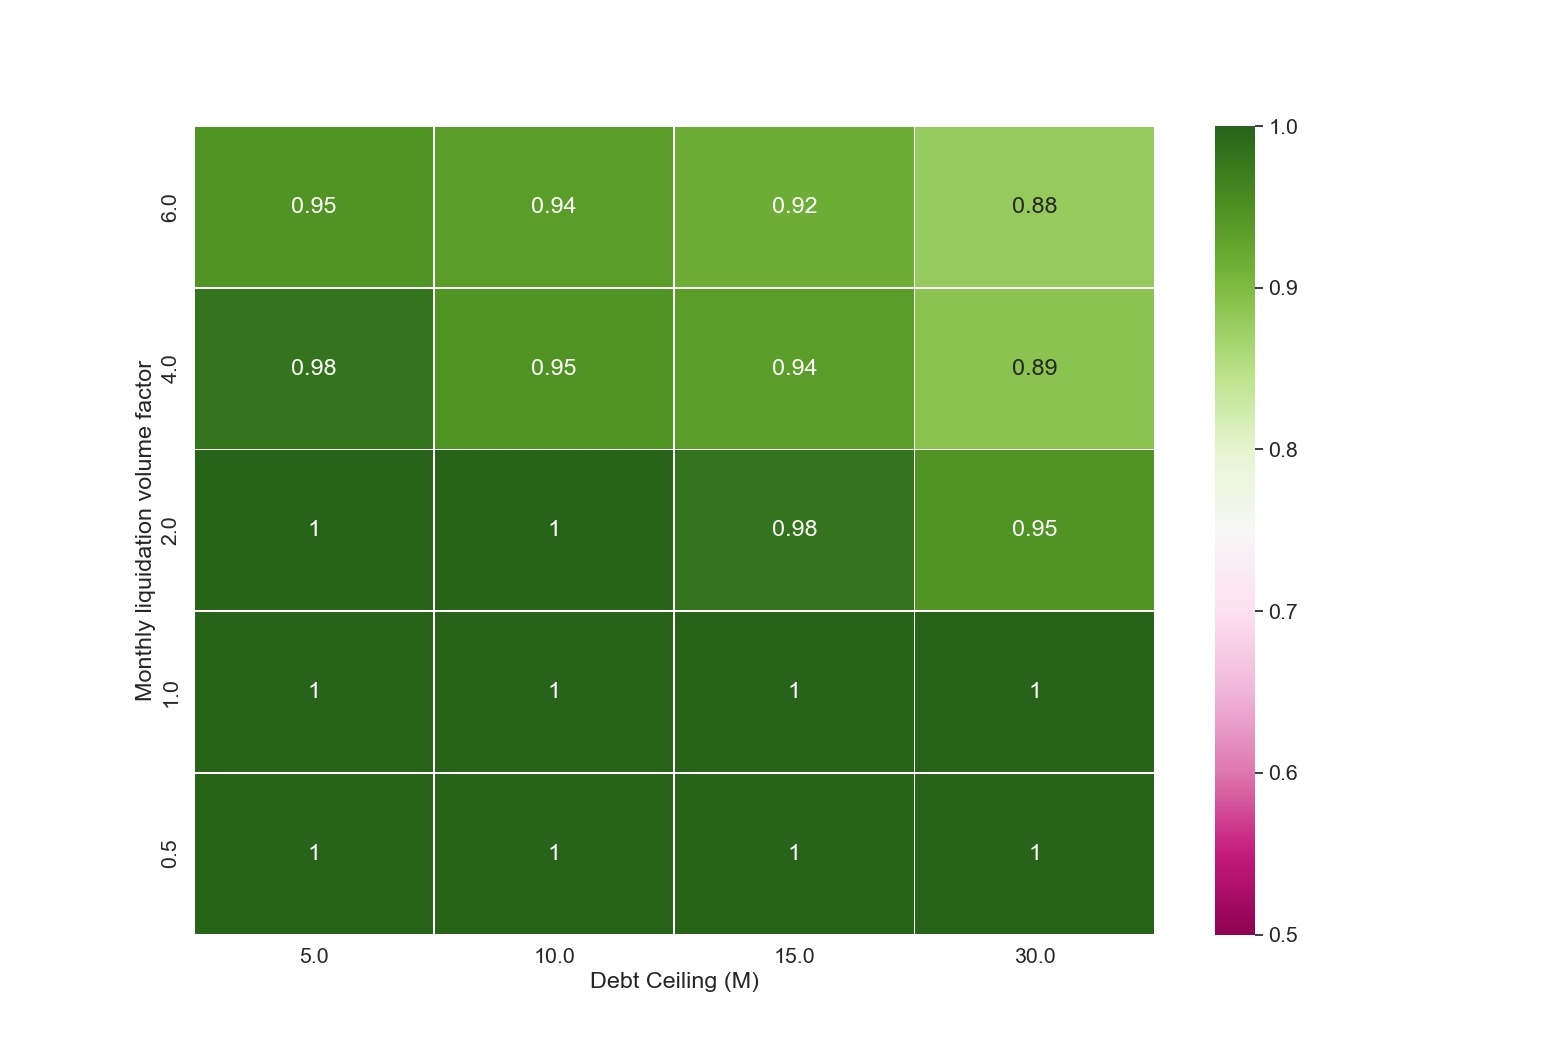 Monthly liquidation volume factor
6.0 0.95 0.94 0.92 0.88
4.0 0.98 0.95 0.94 0.89
2.0 1 1 0.98 0.95
1.0 1 1 1 1
0.5 1 1 1 1
5.0 10.0 15.0 30.0
Debt Ceiling (M)
1.0
0.9
0.8
0.7
0.6
0.5